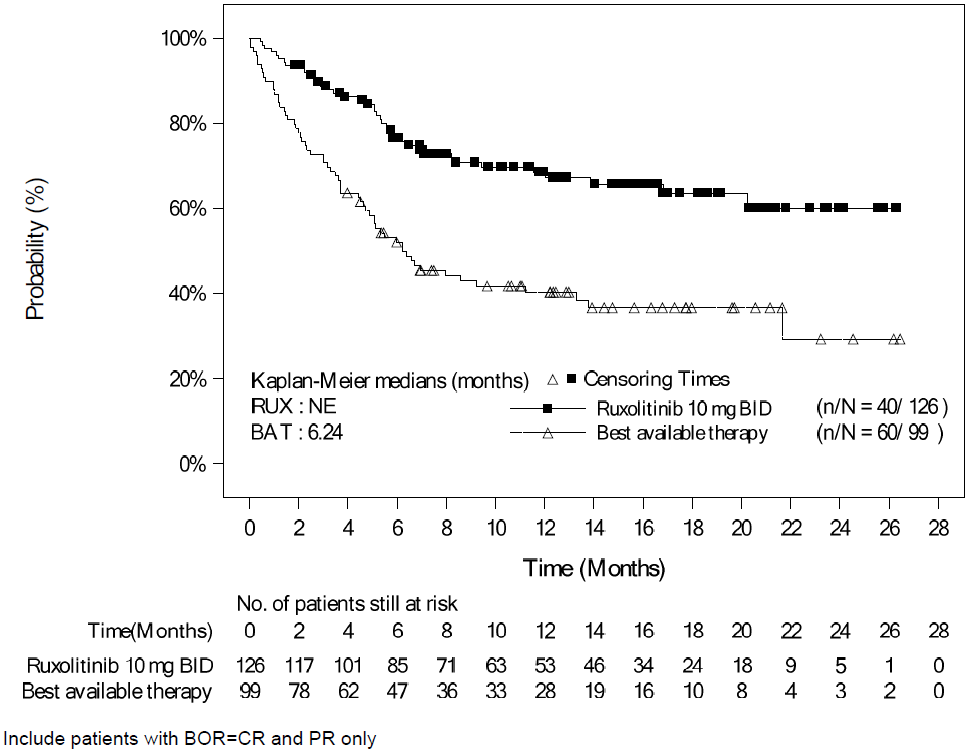 100%
80%
60%
40%
20%
0%
Probability (%)
Kaplan-Meier medians (months)
RUX : NE
BAT : 6.24
Censoring Times
Ruxolitinib 10 mg BID (n/N = 40/ 126 )
Best available therapy (n/N = 60/ 99 )
0 2 4 6 8 10 12 14 16 18 20 22 24 26 28
Time (Months)
No. of patients still at risk
Time(Months) 0 2 4 6 8 10 12 14 16 18 20 22 24 26 28
Ruxolitinib 10 mg BID 126 117 101 85 71 63 53 46 34 24 18 9 5 1 0
Best available therapy 99 78 62 47 36 33 28 19 16 10 8 4 3 2 0
Include patients with BOR=CR and PR only